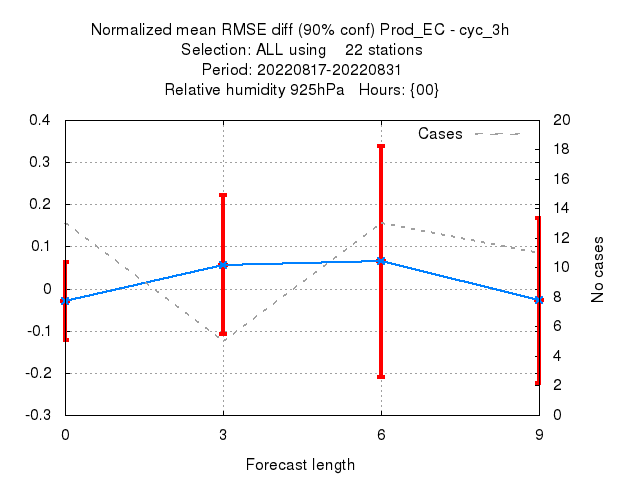 Normalized mean RMSE diff (90% conf) Prod_EC - cyc_3h
Selection: ALL using    22 stations
Period: 20220817-20220831
Relative humidity 925hPa   Hours: {00}
0.4
0.3
0.2
0.1
0
-0.1
-0.2
-0.3
Cases
20
18
16
14
12
10
8
6
4
2
0
No cases
0 3 6 9
Forecast length